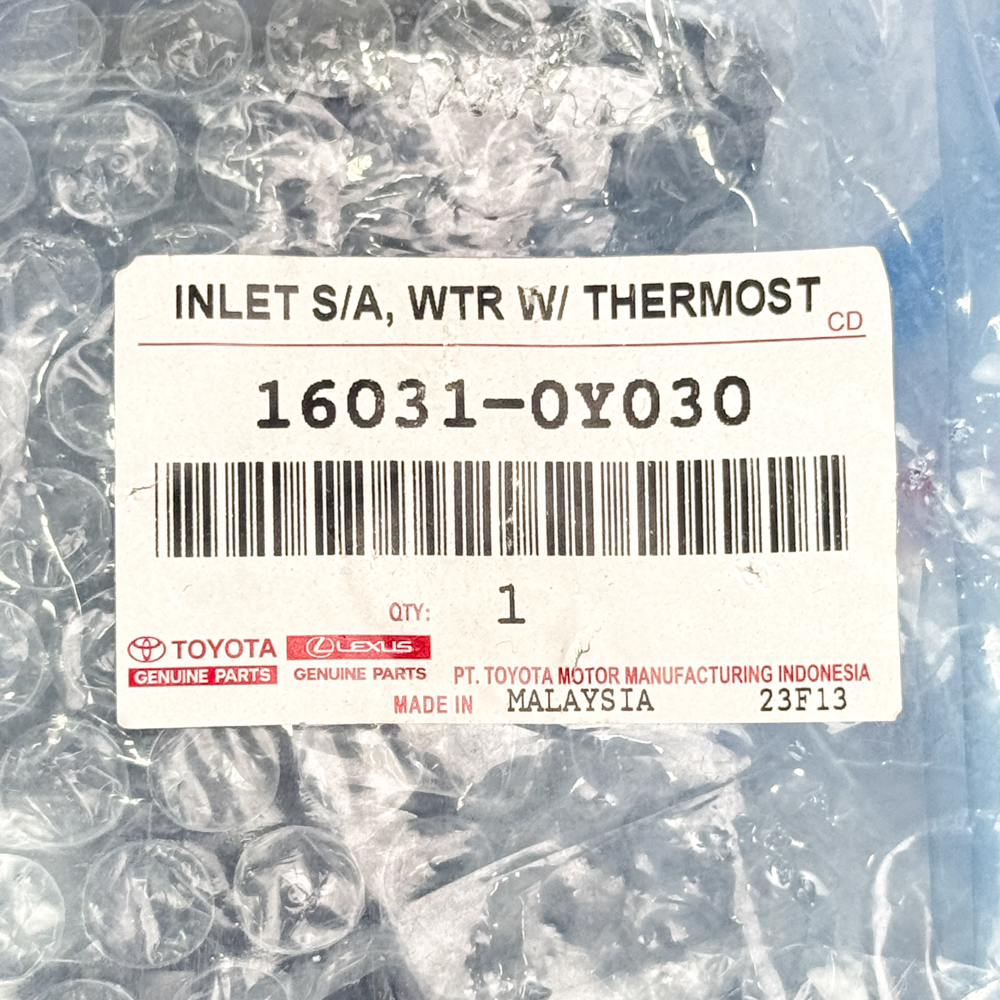 INLET S/A, WTR W/ THERMOST
CD
16031-0Y030
QTY: 1
TOYOTA LEXUS
GENUINE PARTS GENUINE PARTS PT. TOYOTA MOTOR MANUFACTURING INDONESIA
MADE IN MALAYSIA 23F13